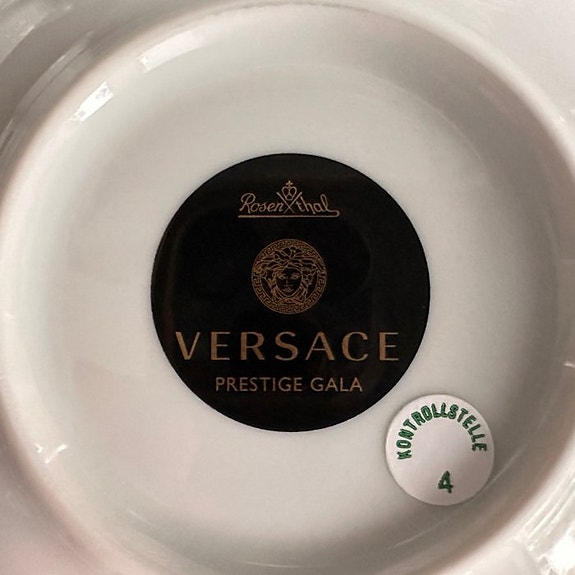 Rosenthal
VERSACE
PRESTIGE GALA
KONTROLLSTELLE
4